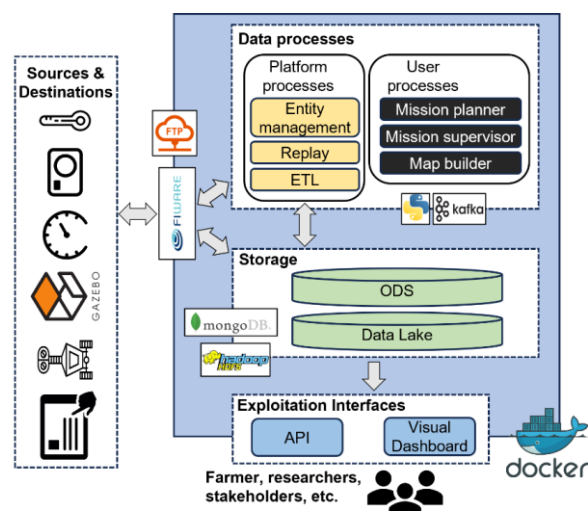 Sources &
Destinations
GAZEBO
FTP
FIWARE
Data processes
Platform
processes
Entity
management
Replay
ETL
User
processes
Mission planner
Mission supervisor
Map builder
kafka
Storage
ODS
Data Lake
mongoDB.
hadoop
HDFS
Exploitation Interfaces
API
Visual
Dashboard
docker
Farmer, researchers,
stakeholders, etc.